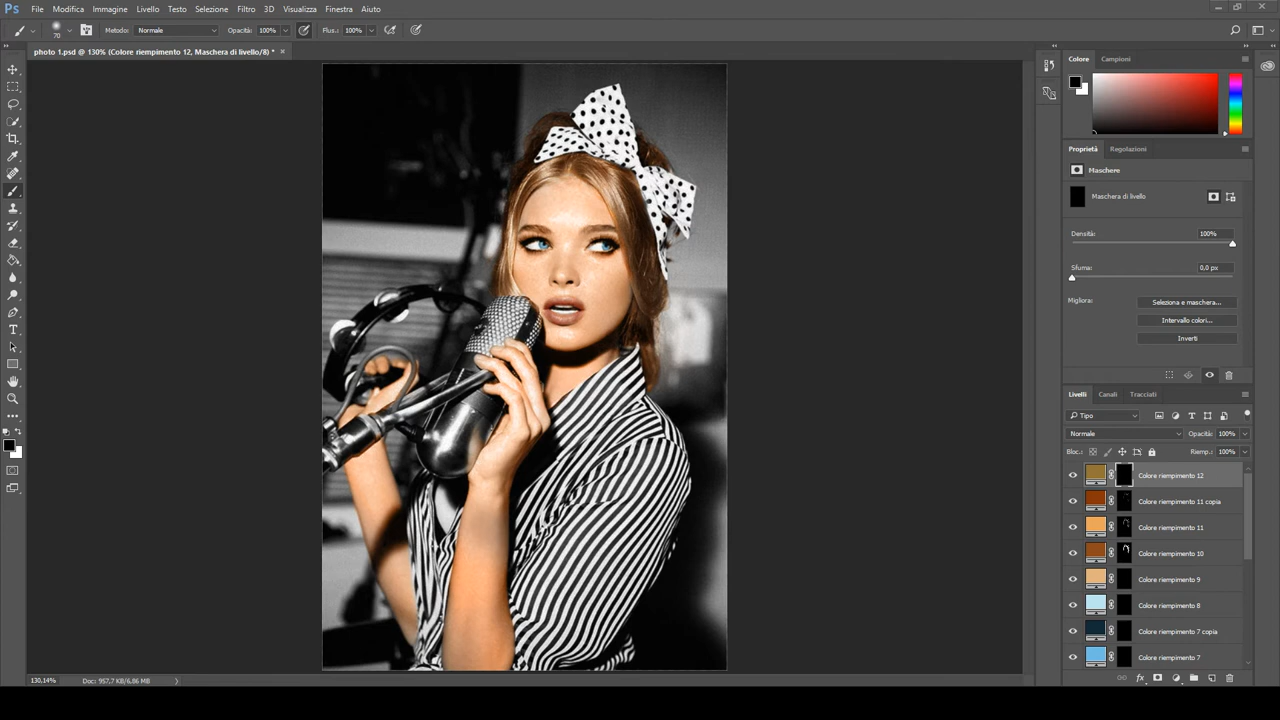 Ps File Modifica Immagine Livello Testo Selezione Filtro 3D Visualizza Finestra Aiuto
70 Metodo: Normale Opacità: 100% Flus.: 100%
photo 1.psd @ 130% (Colore riempimento 12, Maschera di livello/8) * ×
Colore Campioni
Proprietà Regolazioni
Maschere
Maschera di livello
Densità: 100%
Sfuma: 0,0 px
Migliora: Seleziona e maschera...
Intervallo colori...
Inverti
Livelli Canali Tracciati
Tipo
Normale Opacità: 100%
Bloc.: Riemp.: 100%
Colore riempimento 12
Colore riempimento 11 copia
Colore riempimento 11
Colore riempimento 10
Colore riempimento 9
Colore riempimento 8
Colore riempimento 7 copia
Colore riempimento 7
fx
130,14% Doc: 957,7 KB/6,86 MB